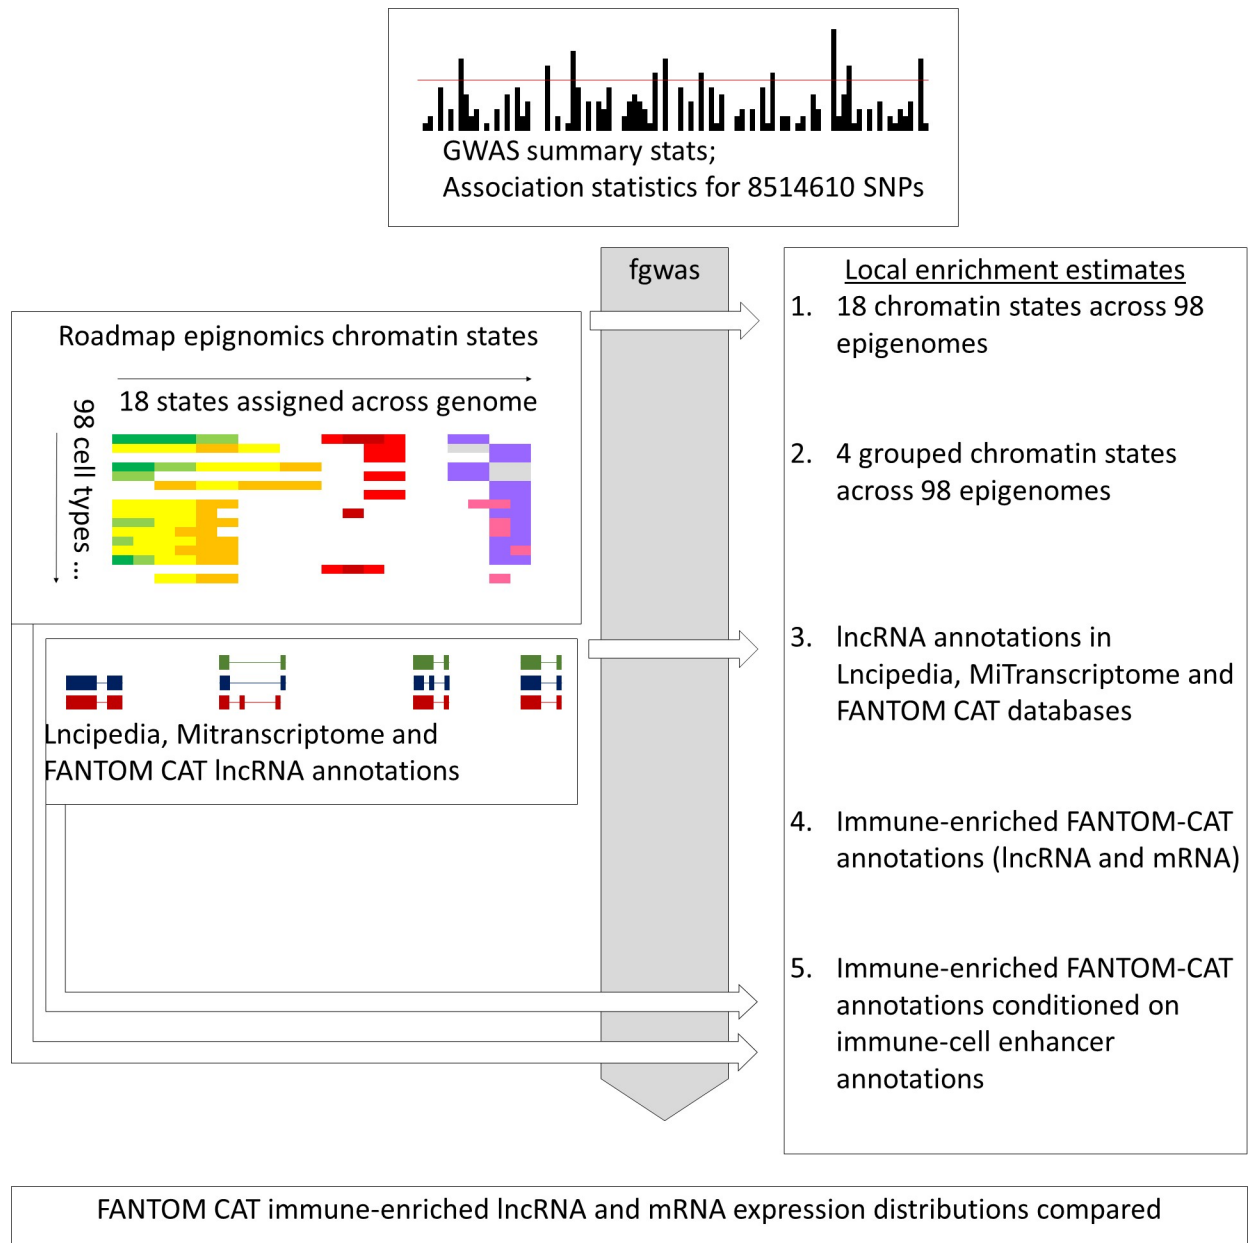 GWAS summary stats;
Association statistics for 8514610 SNPs
fgwas
Roadmap epignomics chromatin states
18 states assigned across genome
98 cell types ...
Lncipedia, Mitranscriptome and
FANTOM CAT lncRNA annotations
Local enrichment estimates
1. 18 chromatin states across 98
epigenomes
2. 4 grouped chromatin states
across 98 epigenomes
3. lncRNA annotations in
Lncipedia, MiTranscriptome and
FANTOM CAT databases
4. Immune-enriched FANTOM-CAT
annotations (lncRNA and mRNA)
5. Immune-enriched FANTOM-CAT
annotations conditioned on
immune-cell enhancer
annotations
FANTOM CAT immune-enriched lncRNA and mRNA expression distributions compared